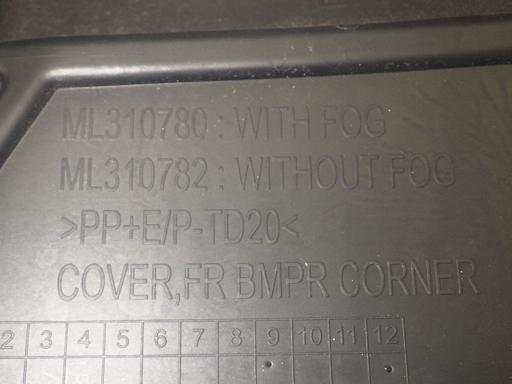 ML310780 : WITH FOG
ML310782 : WITHOUT FOG
>PP+E/P-TD20<
COVER,FR BMPR CORNER
2 3 4 5 6 7 8 9 10 11 12